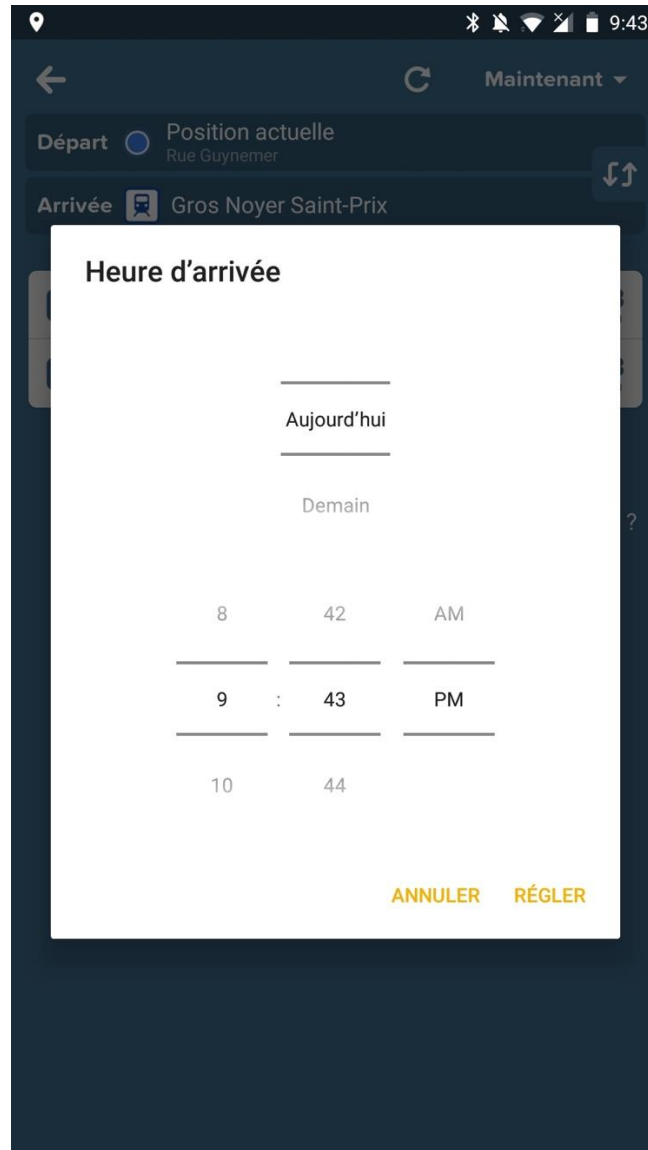 9:43
Maintenant
Départ Position actuelle
Rue Guynemer
Arrivée Gros Noyer Saint-Prix
Heure d’arrivée
Aujourd’hui
Demain
?
8 42 AM
9 : 43 PM
10 44
ANNULER RÉGLER